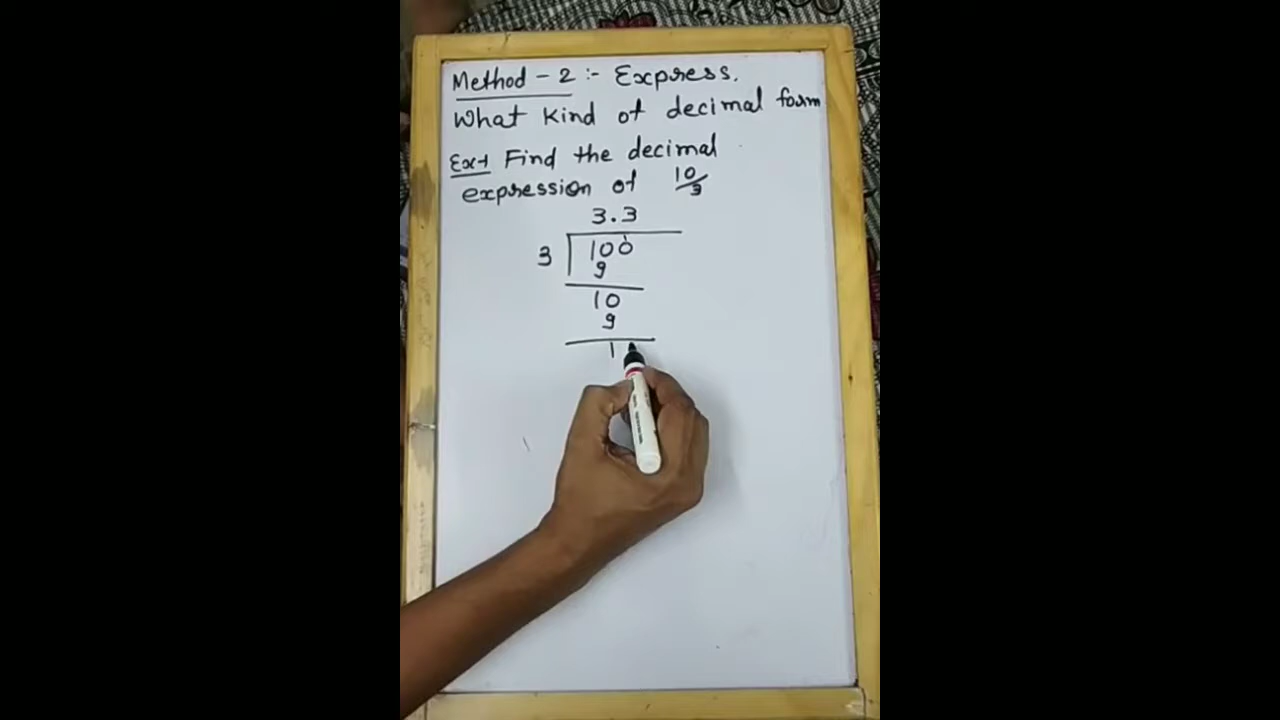 Method - 2 :- Express.
What kind of decimal form
Ex-1 Find the decimal
expression of 10/3
3.3
3 100
9
10
9
1